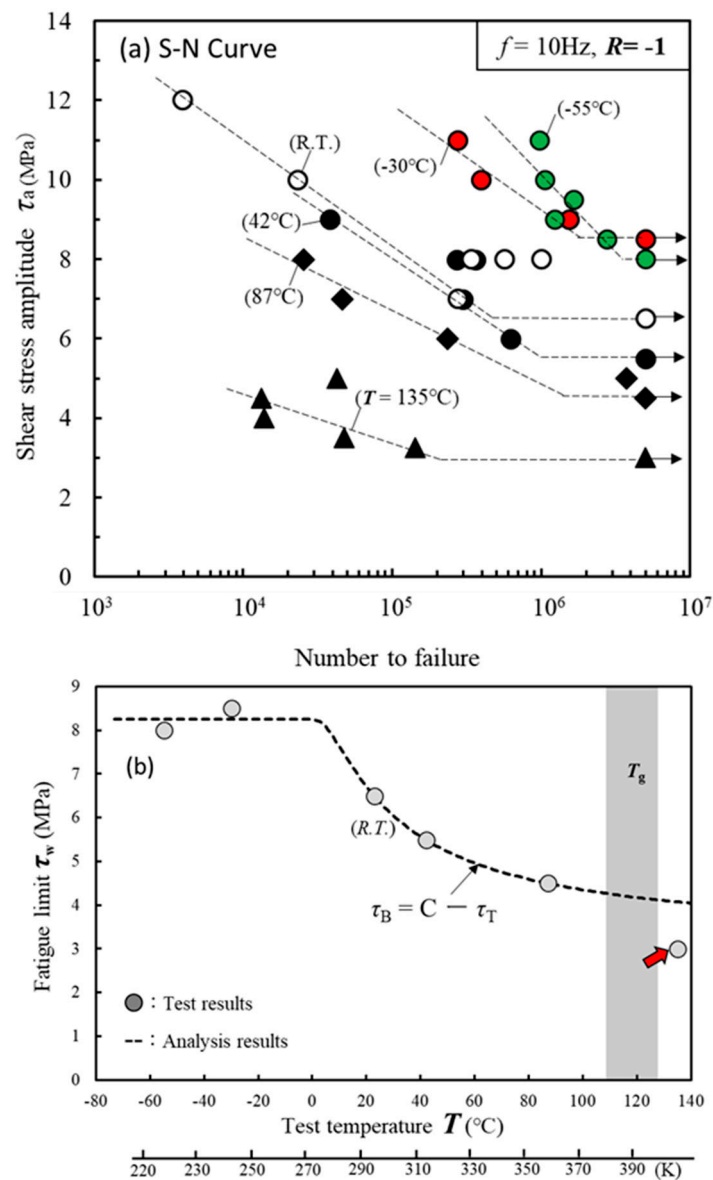 (a) S-N Curve
f = 10Hz, R= -1
14
12
10
8
6
4
2
0
Shear stress amplitude τa (MPa)
(-55℃)
(R.T.)
(-30℃)
(42℃)
(87℃)
(T = 135℃)
10³ 10⁴ 10⁵ 10⁶ 10⁷
Number to failure
9
8
7
6
5
4
3
2
1
0
Fatigue limit τw (MPa)
(b)
Tg
(R.T.)
τB = C － τT
: Test results
: Analysis results
-80 -60 -40 -20 0 20 40 60 80 100 120 140
Test temperature T (℃)
220 230 250 270 290 310 330 350 370 390 (K)